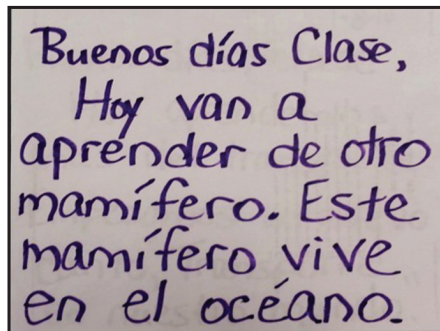 Buenos días Clase,
Hoy van a
aprender de otro
mamífero. Este
mamífero vive
en el océano.